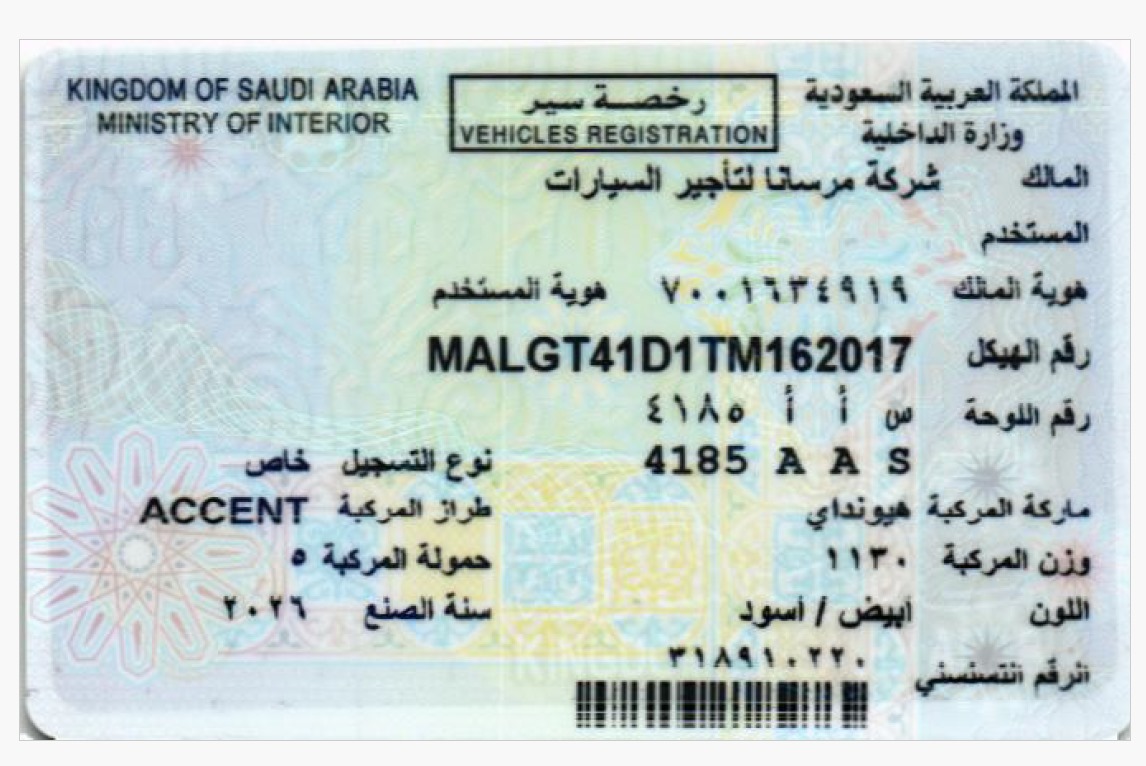 KINGDOM OF SAUDI ARABIA
MINISTRY OF INTERIOR
رخصة سير
VEHICLES REGISTRATION
المملكة العربية السعودية
وزارة الداخلية
المالك شركة مرسانا لتأجير السيارات
المستخدم
هوية المالك ٧٠٠١٦٣٤٩١٩ هوية المستخدم
رقم الهيكل MALGT41D1TM162017
رقم اللوحة س أ أ ٤١٨٥
4185 A A S نوع التسجيل خاص
ماركة المركبة هيونداي طراز المركبة ACCENT
وزن المركبة ١١٣٠ حمولة المركبة ٥
اللون أبيض / أسود سنة الصنع ٢٠٢٦
الرقم التسلسلي ٣١٨٩١٠٢٢٠